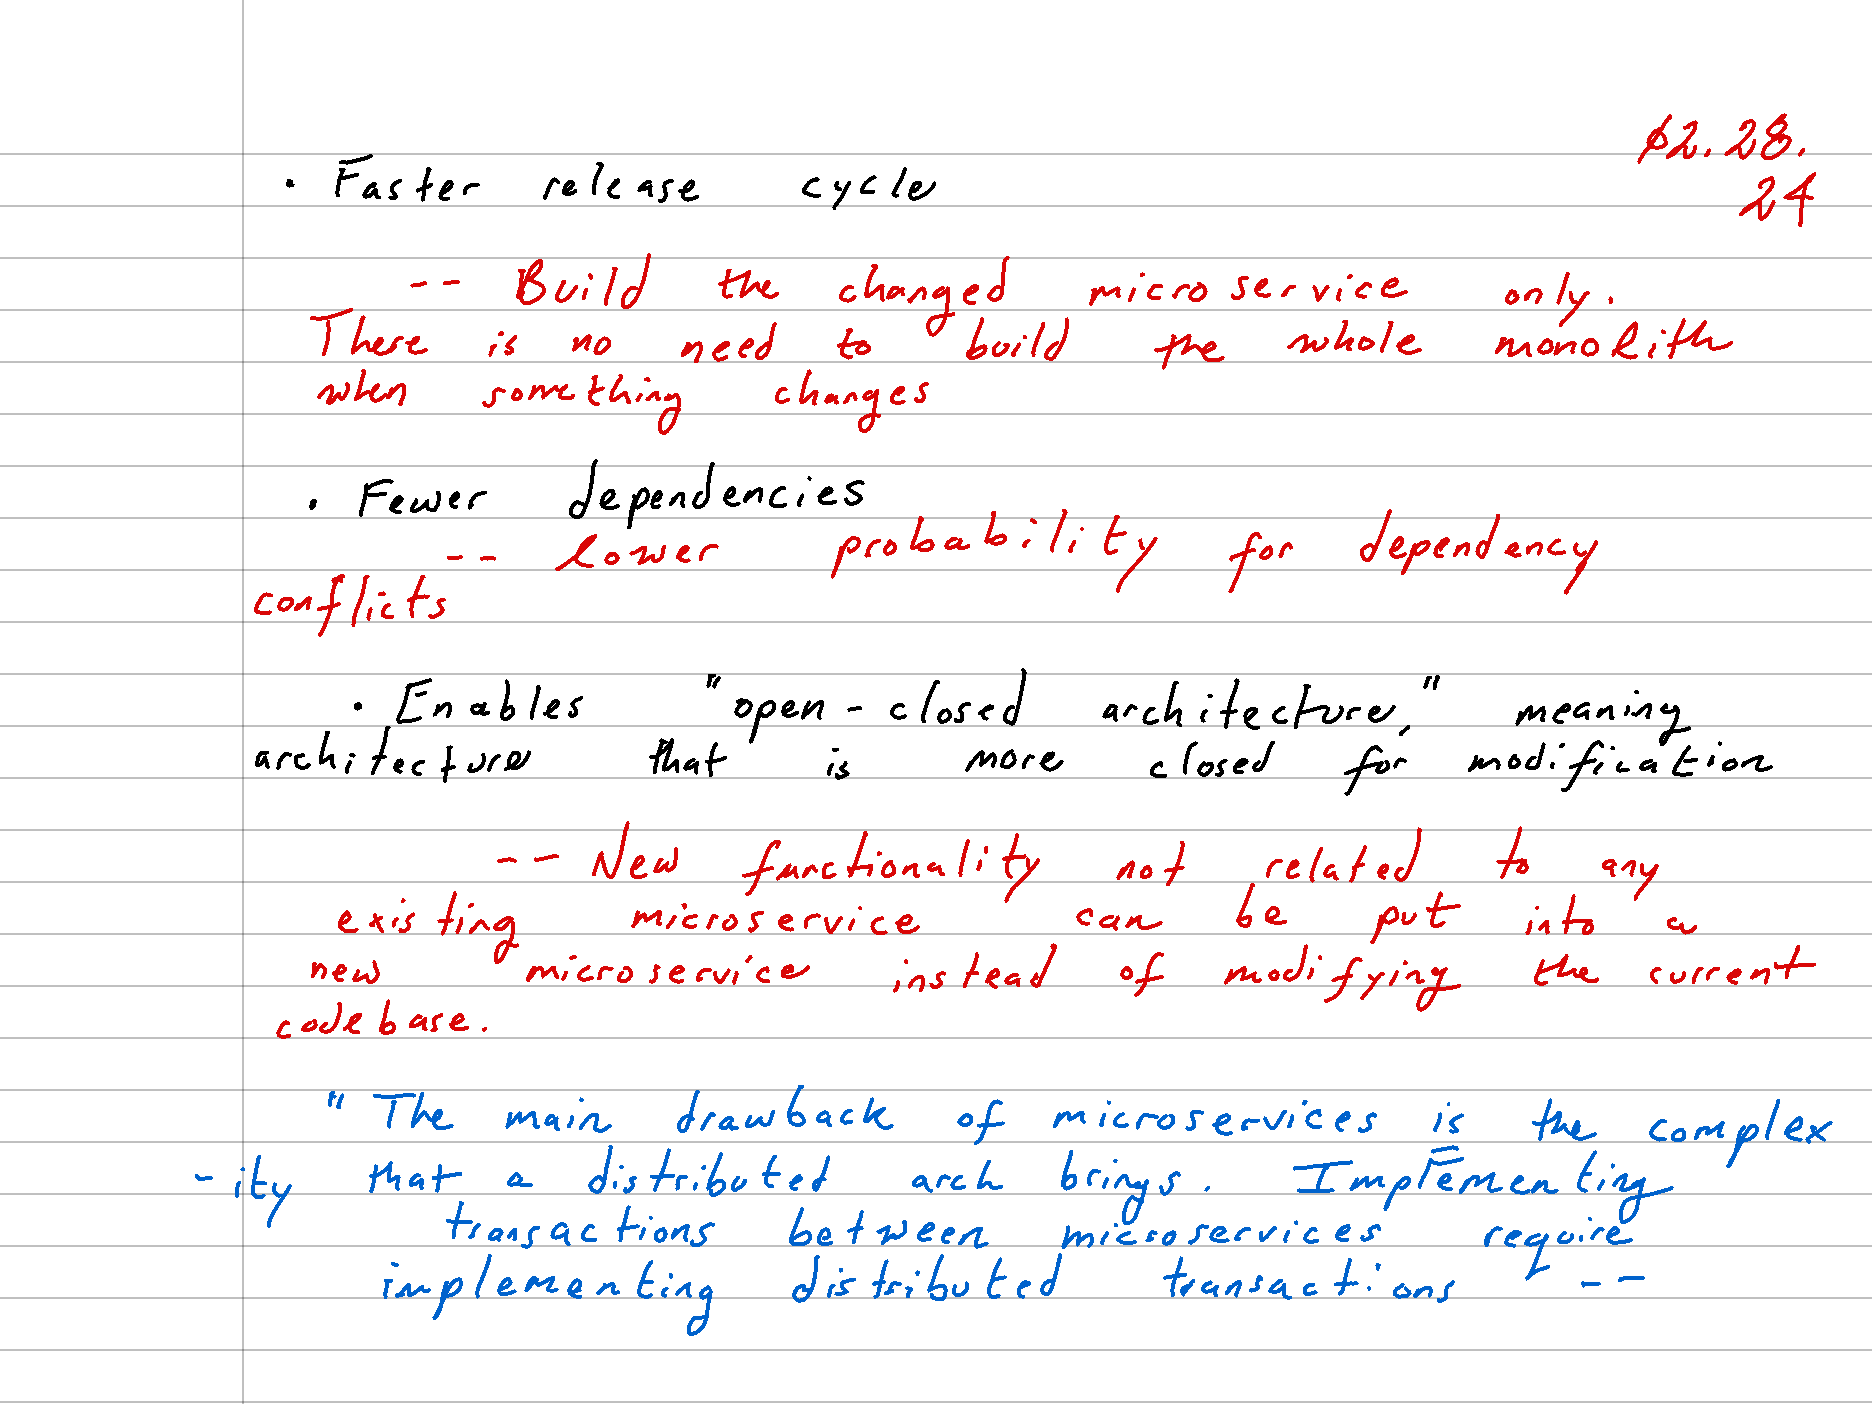 ø2.28.
24
· Faster release cycle
-- Build the changed microservice only.
There is no need to build the whole monolith
when something changes
· Fewer dependencies
-- lower probability for dependency
conflicts
· Enables "open-closed architecture," meaning
architecture that is more closed for modification
-- New functionality not related to any
existing microservice can be put into a
new microservice instead of modifying the current
codebase.
"The main drawback of microservices is the complex
-ity that a distributed arch brings. Implementing
transactions between microservices require
implementing distributed transactions" --